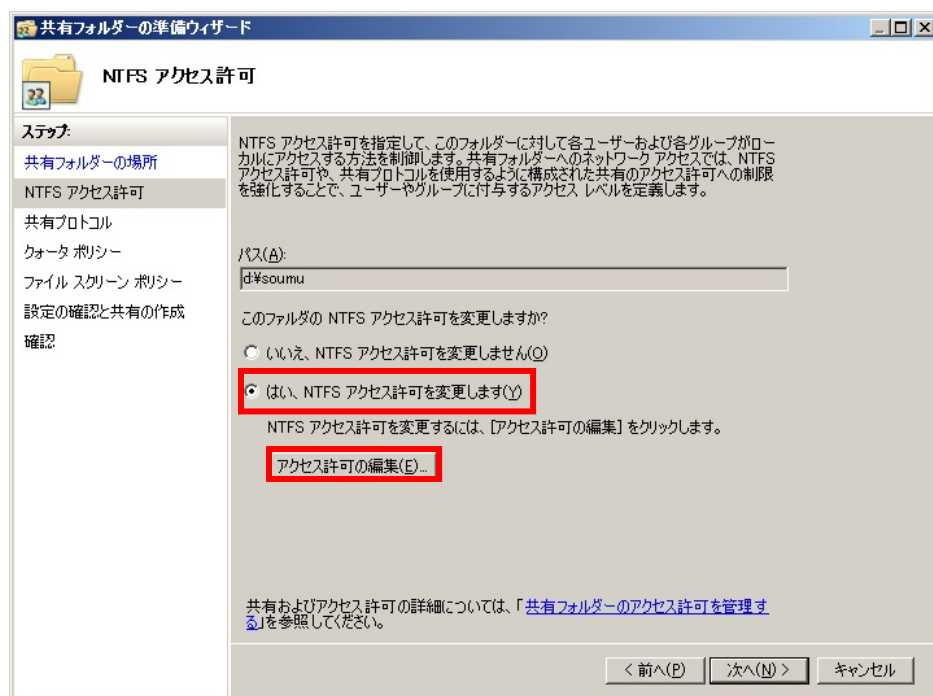 共有フォルダーの準備ウィザード
NTFS アクセス許可
ステップ:
共有フォルダーの場所
NTFS アクセス許可
共有プロトコル
クォータ ポリシー
ファイル スクリーン ポリシー
設定の確認と共有の作成
確認
NTFS アクセス許可を指定して、このフォルダーに対して各ユーザーおよび各グループがロー
カルにアクセスする方法を制御します。共有フォルダーへのネットワーク アクセスでは、NTFS
アクセス許可や、共有プロトコルを使用するように構成された共有のアクセス許可への制限
を強化することで、ユーザーやグループに付与するアクセス レベルを定義します。
パス(A):
d:¥soumu
このファルダの NTFS アクセス許可を変更しますか?
いいえ、NTFS アクセス許可を変更しません(O)
はい、NTFS アクセス許可を変更します(Y)
NTFS アクセス許可を変更するには、[アクセス許可の編集] をクリックします。
アクセス許可の編集(E)...
共有およびアクセス許可の詳細については、「共有フォルダーのアクセス許可を管理す
る」を参照してください。
< 前へ(P)
次へ(N) >
キャンセル